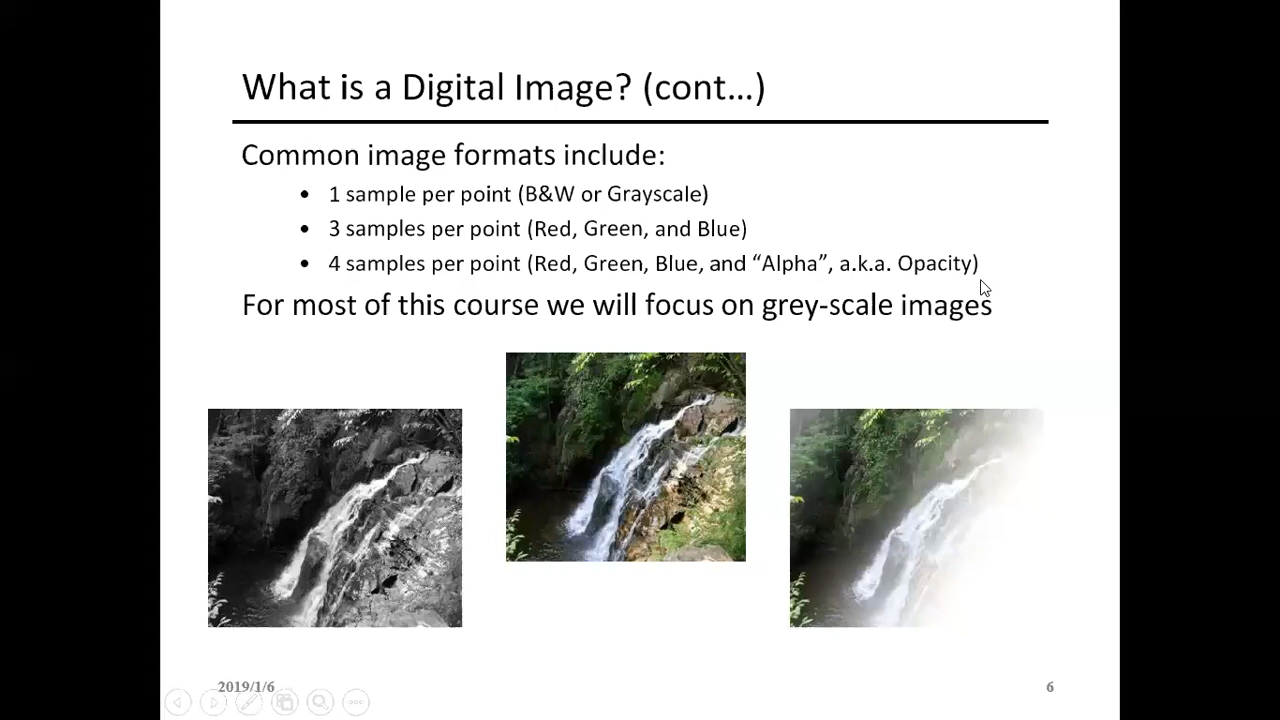 What is a Digital Image? (cont…)
Common image formats include:
• 1 sample per point (B&W or Grayscale)
• 3 samples per point (Red, Green, and Blue)
• 4 samples per point (Red, Green, Blue, and “Alpha”, a.k.a. Opacity)
For most of this course we will focus on grey-scale images
2019/1/6
6